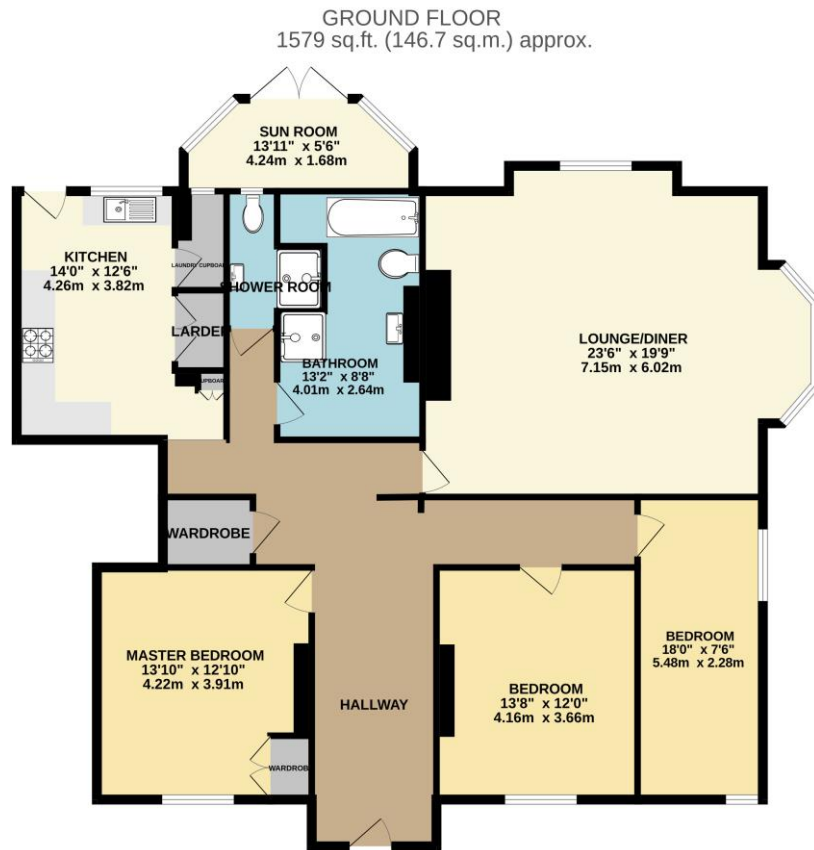 GROUND FLOOR
1579 sq.ft. (146.7 sq.m.) approx.
SUN ROOM
13'11" x 5'6"
4.24m x 1.68m
KITCHEN
14'0" x 12'6"
4.26m x 3.82m
LAUNDRY CUPBOARD
LARDER
UPBOAR
SHOWER ROOM
BATHROOM
13'2" x 8'8"
4.01m x 2.64m
LOUNGE/DINER
23'6" x 19'9"
7.15m x 6.02m
WARDROBE
MASTER BEDROOM
13'10" x 12'10"
4.22m x 3.91m
WARDROB
HALLWAY
BEDROOM
13'8" x 12'0"
4.16m x 3.66m
BEDROOM
18'0" x 7'6"
5.48m x 2.28m